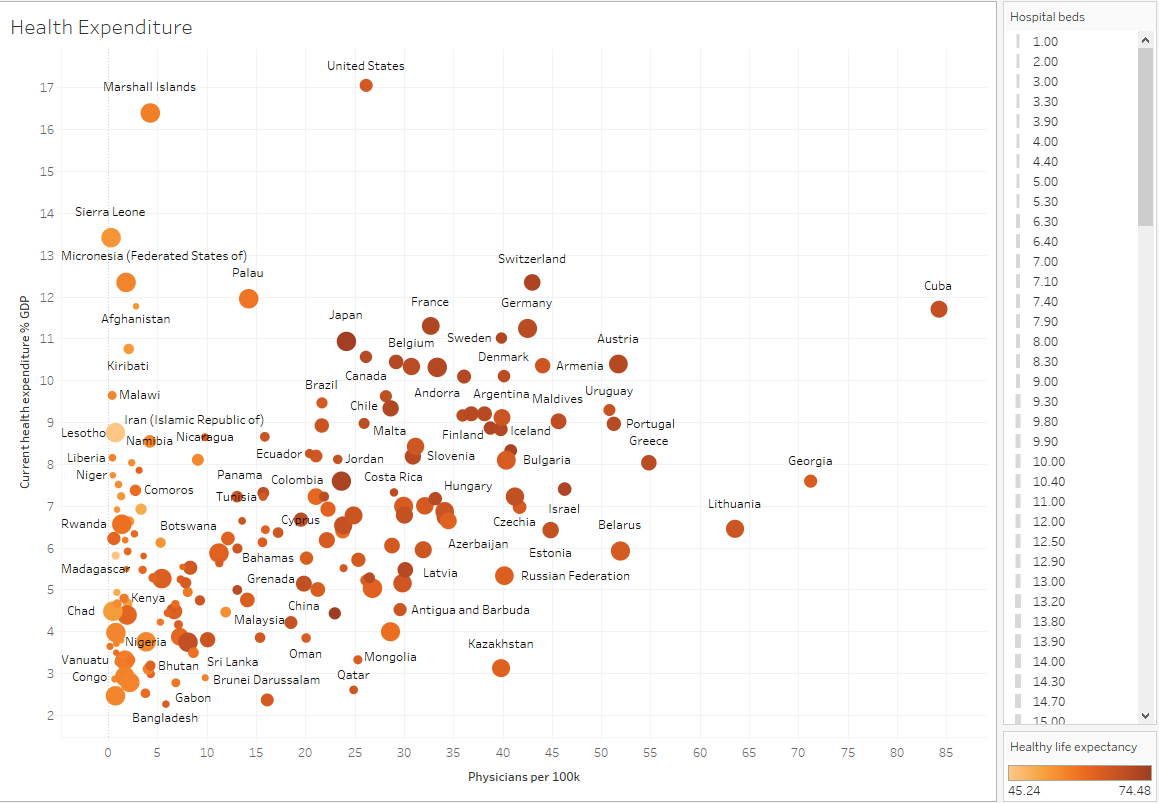 Health Expenditure
United States
Marshall Islands
Sierra Leone
Micronesia (Federated States of)
Palau
Switzerland
Cuba
Afghanistan
Japan
France
Germany
Kiribati
Belgium
Sweden
Austria
Denmark
Armenia
Malawi
Brazil
Canada
Andorra
Argentina
Maldives
Uruguay
Iran (Islamic Republic of)
Chile
Lesotho
Namibia
Nicaragua
Malta
Finland
Iceland
Portugal
Greece
Liberia
Ecuador
Jordan
Slovenia
Bulgaria
Georgia
Niger
Comoros
Panama
Colombia
Costa Rica
Hungary
Tunisia
Israel
Lithuania
Rwanda
Botswana
Cyprus
Czechia
Belarus
Madagascar
Bahamas
Azerbaijan
Estonia
Kenya
Grenada
Latvia
Russian Federation
Chad
Malaysia
China
Antigua and Barbuda
Nigeria
Sri Lanka
Oman
Mongolia
Kazakhstan
Vanuatu
Bhutan
Congo
Gabon
Brunei Darussalam
Qatar
Bangladesh
Current health expenditure % GDP
17
16
15
14
13
12
11
10
9
8
7
6
5
4
3
2
0 5 10 15 20 25 30 35 40 45 50 55 60 65 70 75 80 85
Physicians per 100k
Hospital beds
1.00
2.00
3.00
3.30
3.90
4.00
4.40
5.00
5.30
6.30
6.40
7.00
7.10
7.40
7.90
8.00
8.30
9.00
9.30
9.80
9.90
10.00
10.40
11.00
12.00
12.50
12.90
13.00
13.20
13.80
13.90
14.00
14.30
14.70
15.00
Healthy life expectancy
45.24 74.48